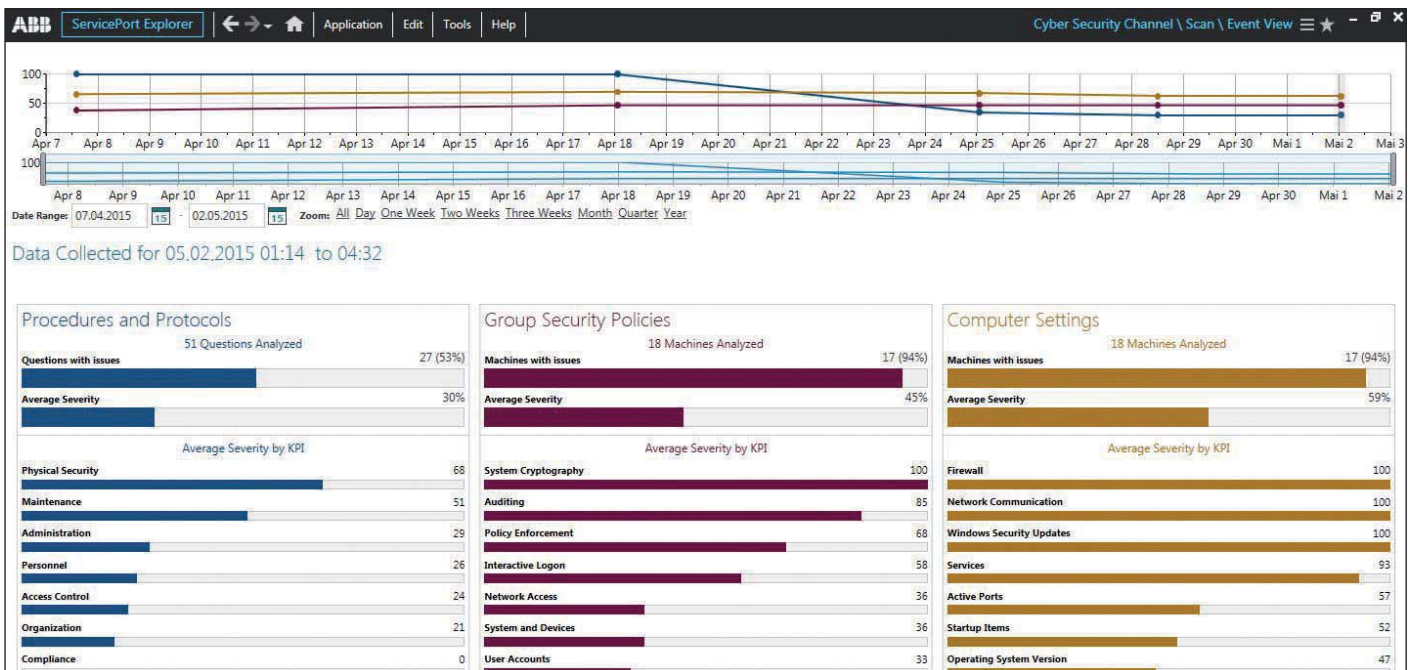 ABB ServicePort Explorer Application Edit Tools Help Cyber Security Channel \ Scan \ Event View
100
50
0
Apr 7 Apr 8 Apr 9 Apr 10 Apr 11 Apr 12 Apr 13 Apr 14 Apr 15 Apr 16 Apr 17 Apr 18 Apr 19 Apr 20 Apr 21 Apr 22 Apr 23 Apr 24 Apr 25 Apr 26 Apr 27 Apr 28 Apr 29 Apr 30 Mai 1 Mai 2 Mai 3
100
Apr 8 Apr 9 Apr 10 Apr 11 Apr 12 Apr 13 Apr 14 Apr 15 Apr 16 Apr 17 Apr 18 Apr 19 Apr 20 Apr 21 Apr 22 Apr 23 Apr 24 Apr 25 Apr 26 Apr 27 Apr 28 Apr 29 Apr 30 Mai 1 Mai 2
Date Range: 07.04.2015 15 - 02.05.2015 15 Zoom: All Day One Week Two Weeks Three Weeks Month Quarter Year
Data Collected for 05.02.2015 01:14 to 04:32
Procedures and Protocols
51 Questions Analyzed
Questions with issues 27 (53%)
Average Severity 30%
Average Severity by KPI
Physical Security 68
Maintenance 51
Administration 29
Personnel 26
Access Control 24
Organization 21
Compliance 0
Group Security Policies
18 Machines Analyzed
Machines with issues 17 (94%)
Average Severity 45%
Average Severity by KPI
System Cryptography 100
Auditing 85
Policy Enforcement 68
Interactive Logon 58
Network Access 36
System and Devices 36
User Accounts 33
Computer Settings
18 Machines Analyzed
Machines with issues 17 (94%)
Average Severity 59%
Average Severity by KPI
Firewall 100
Network Communication 100
Windows Security Updates 100
Services 93
Active Ports 57
Startup Items 52
Operating System Version 47